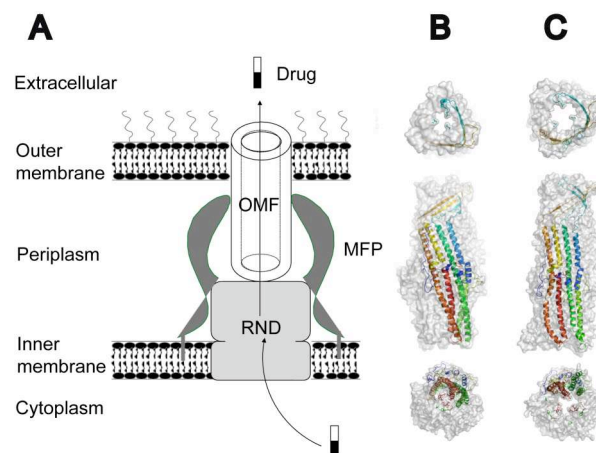 A
B
C
Drug
Extracellular
Outer
membrane
OMF
Periplasm
MFP
RND
Inner
membrane
Cytoplasm